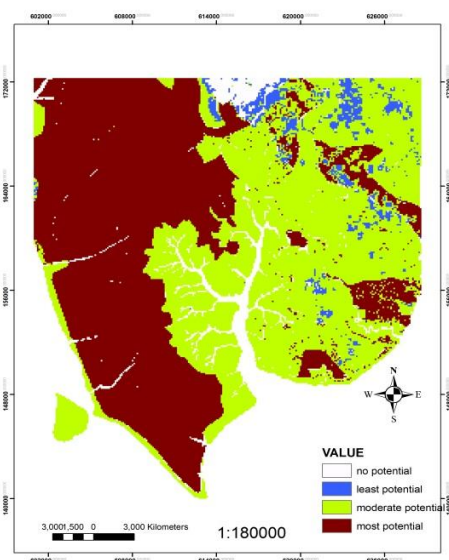 602000 608000 614000 620000 626000
172000
164000
156000
148000
140000
N
W E
S
VALUE
no potential
least potential
moderate potential
most potential
3,0001,500 0 3,000 Kilometers
1:180000